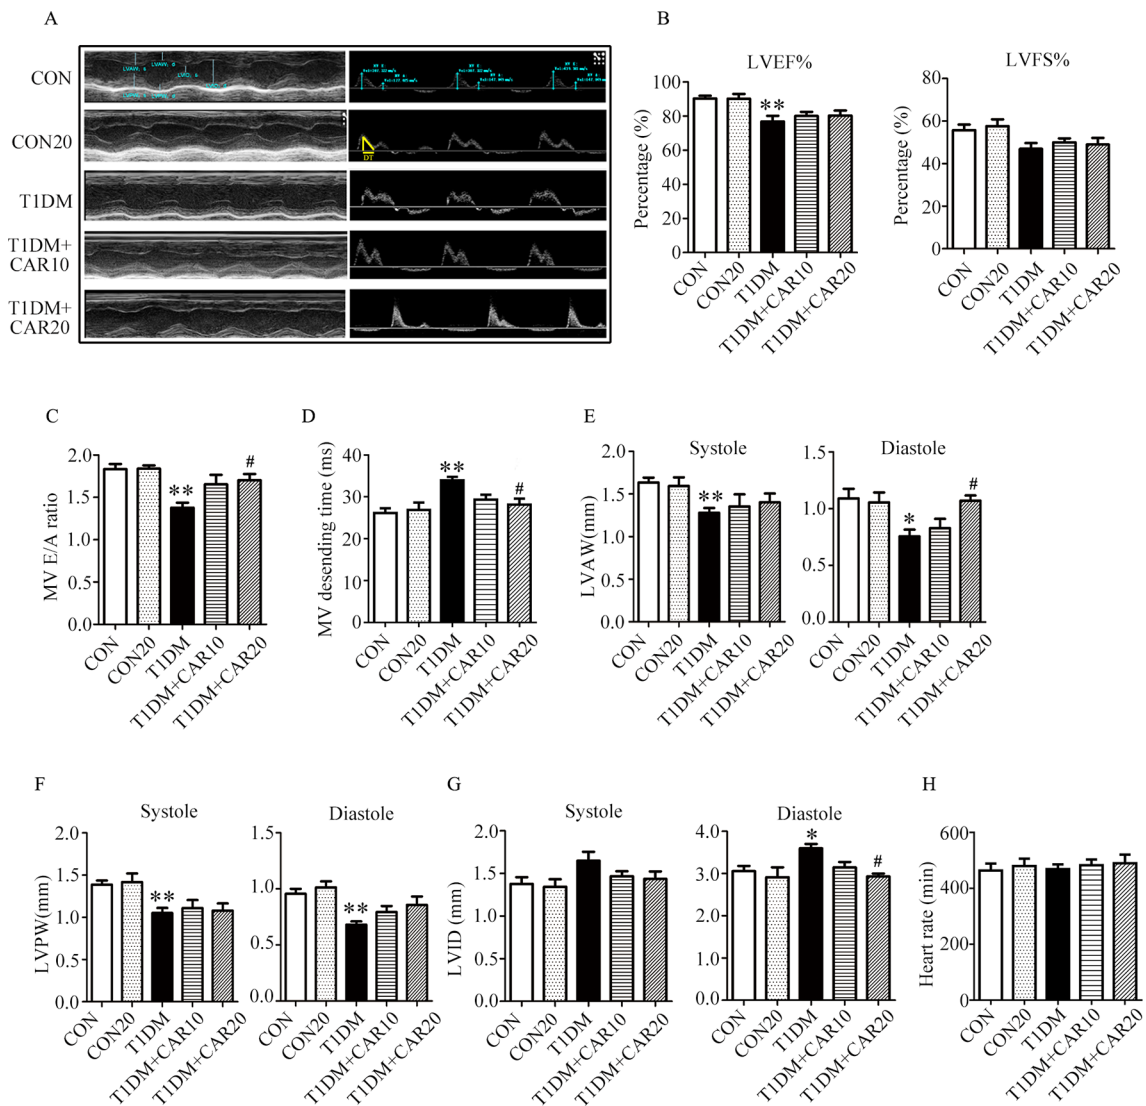 A
CON
CON20
T1DM
T1DM+
CAR10
T1DM+
CAR20
LVAW, s
LVAW, d
DT
B
LVEF%
Percentage (%)
100
80
60
40
20
0
CON
CON20
T1DM
T1DM+CAR10
T1DM+CAR20
**
LVFS%
Percentage (%)
80
60
40
20
0
CON
CON20
T1DM
T1DM+CAR10
T1DM+CAR20
C
MV E/A ratio
2.0
1.5
1.0
0.5
0.0
**
#
CON
CON20
T1DM
T1DM+CAR10
T1DM+CAR20
D
MV desending time (ms)
40
30
20
10
0
**
#
CON
CON20
T1DM
T1DM+CAR10
T1DM+CAR20
E
Systole
LVAW(mm)
2.0
1.5
1.0
0.5
0.0
**
CON
CON20
T1DM
T1DM+CAR10
T1DM+CAR20
Diastole
1.5
1.0
0.5
0.0
*
#
CON
CON20
T1DM
T1DM+CAR10
T1DM+CAR20
F
Systole
LVPW(mm)
2.0
1.5
1.0
0.5
0.0
**
CON
CON20
T1DM
T1DM+CAR10
T1DM+CAR20
Diastole
1.5
1.0
0.5
0.0
**
CON
CON20
T1DM
T1DM+CAR10
T1DM+CAR20
G
Systole
LVID (mm)
2.0
1.5
1.0
0.5
0.0
CON
CON20
T1DM
T1DM+CAR10
T1DM+CAR20
Diastole
4.0
3.0
2.0
1.0
0.0
*
#
CON
CON20
T1DM
T1DM+CAR10
T1DM+CAR20
H
Heart rate (min)
600
400
200
0
CON
CON20
T1DM
T1DM+CAR10
T1DM+CAR20